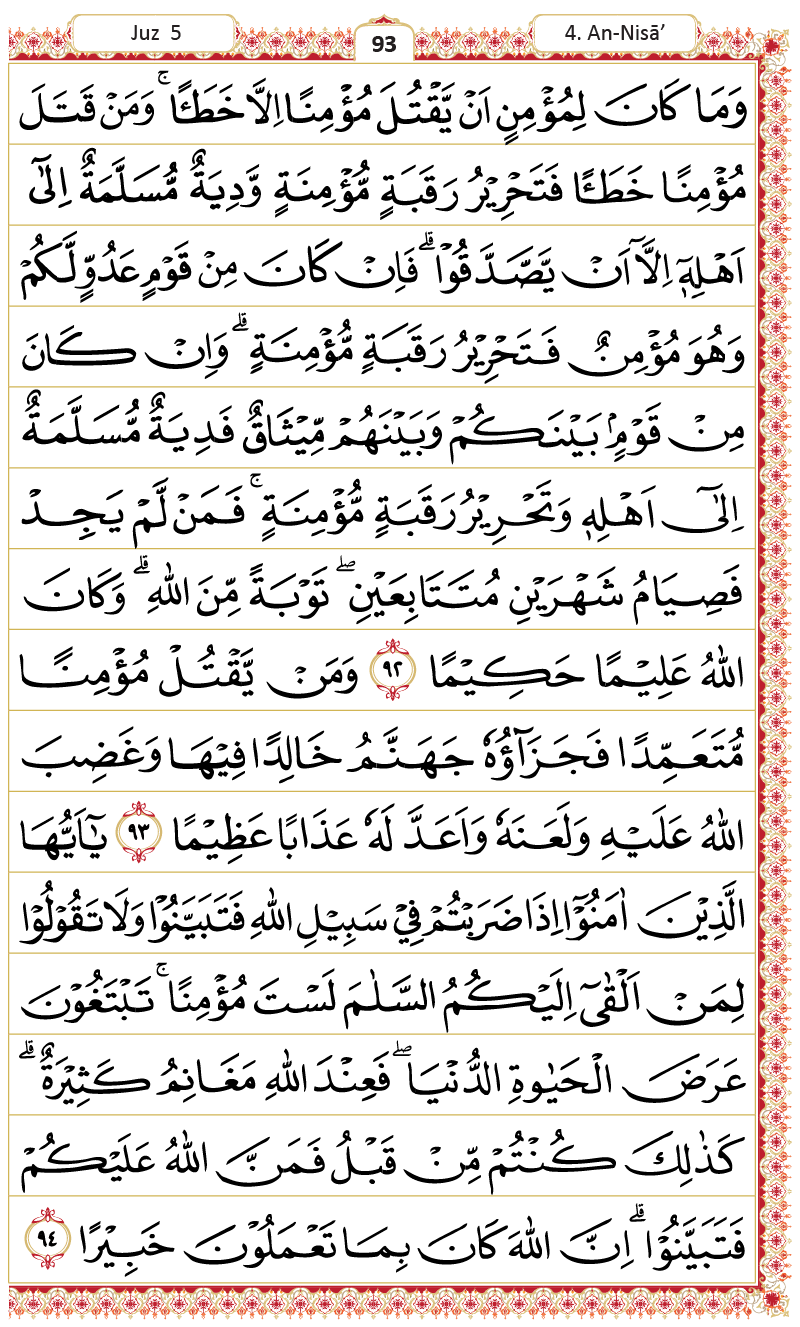 Juz 5
93
4. An-Nisā’
وَمَا كَانَ لِمُؤْمِنٍ اَنْ يَّقْتُلَ مُؤْمِنًا اِلَّا خَطَـًٔا ۚ وَمَنْ قَتَلَ
مُؤْمِنًا خَطَـًٔا فَتَحْرِيْرُ رَقَبَةٍ مُّؤْمِنَةٍ وَّدِيَةٌ مُّسَلَّمَةٌ اِلٰٓى
اَهْلِهٖٓ اِلَّآ اَنْ يَّصَّدَّقُوْا ۗ فَاِنْ كَانَ مِنْ قَوْمٍ عَدُوٍّ لَّكُمْ
وَهُوَ مُؤْمِنٌ فَتَحْرِيْرُ رَقَبَةٍ مُّؤْمِنَةٍ ۗ وَاِنْ كَانَ
مِنْ قَوْمٍۢ بَيْنَكُمْ وَبَيْنَهُمْ مِّيْثَاقٌ فَدِيَةٌ مُّسَلَّمَةٌ
اِلٰٓى اَهْلِهٖ وَتَحْرِيْرُ رَقَبَةٍ مُّؤْمِنَةٍ ۚ فَمَنْ لَّمْ يَجِدْ
فَصِيَامُ شَهْرَيْنِ مُتَتَابِعَيْنِ ۖ تَوْبَةً مِّنَ اللّٰهِ ۗ وَكَانَ
اللّٰهُ عَلِيْمًا حَكِيْمًا ٩٢ وَمَنْ يَّقْتُلْ مُؤْمِنًا
مُّتَعَمِّدًا فَجَزَآؤُهٗ جَهَنَّمُ خَالِدًا فِيْهَا وَغَضِبَ
اللّٰهُ عَلَيْهِ وَلَعَنَهٗ وَاَعَدَّ لَهٗ عَذَابًا عَظِيْمًا ٩٣ يٰٓاَيُّهَا
الَّذِيْنَ اٰمَنُوْٓا اِذَا ضَرَبْتُمْ فِيْ سَبِيْلِ اللّٰهِ فَتَبَيَّنُوْا وَلَا تَقُوْلُوْا
لِمَنْ اَلْقٰٓى اِلَيْكُمُ السَّلٰمَ لَسْتَ مُؤْمِنًا ۚ تَبْتَغُوْنَ
عَرَضَ الْحَيٰوةِ الدُّنْيَا ۖ فَعِنْدَ اللّٰهِ مَغَانِمُ كَثِيْرَةٌ ۗ
كَذٰلِكَ كُنْتُمْ مِّنْ قَبْلُ فَمَنَّ اللّٰهُ عَلَيْكُمْ
فَتَبَيَّنُوْا ۗ اِنَّ اللّٰهَ كَانَ بِمَا تَعْمَلُوْنَ خَبِيْرًا ٩٤